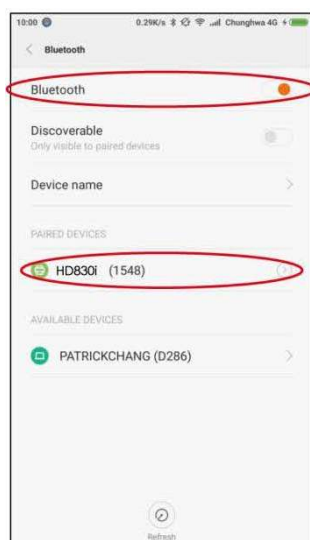 10:00 0.29K/s Chunghwa 4G
Bluetooth
Bluetooth
Discoverable
Only visible to paired devices
Device name
PAIRED DEVICES
HD830i (1548)
AVAILABLE DEVICES
PATRICKCHANG (D286)
Refresh